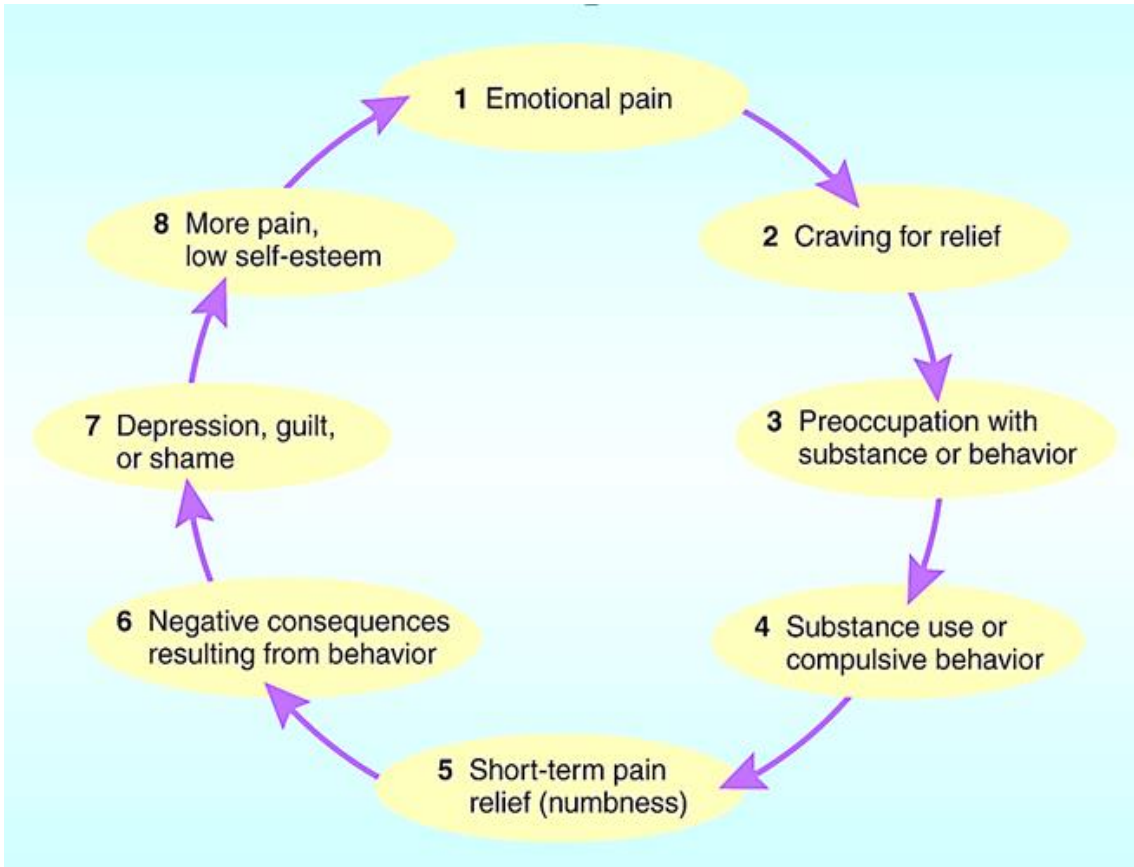 1 Emotional pain
2 Craving for relief
3 Preoccupation with
substance or behavior
4 Substance use or
compulsive behavior
5 Short-term pain
relief (numbness)
6 Negative consequences
resulting from behavior
7 Depression, guilt,
or shame
8 More pain,
low self-esteem